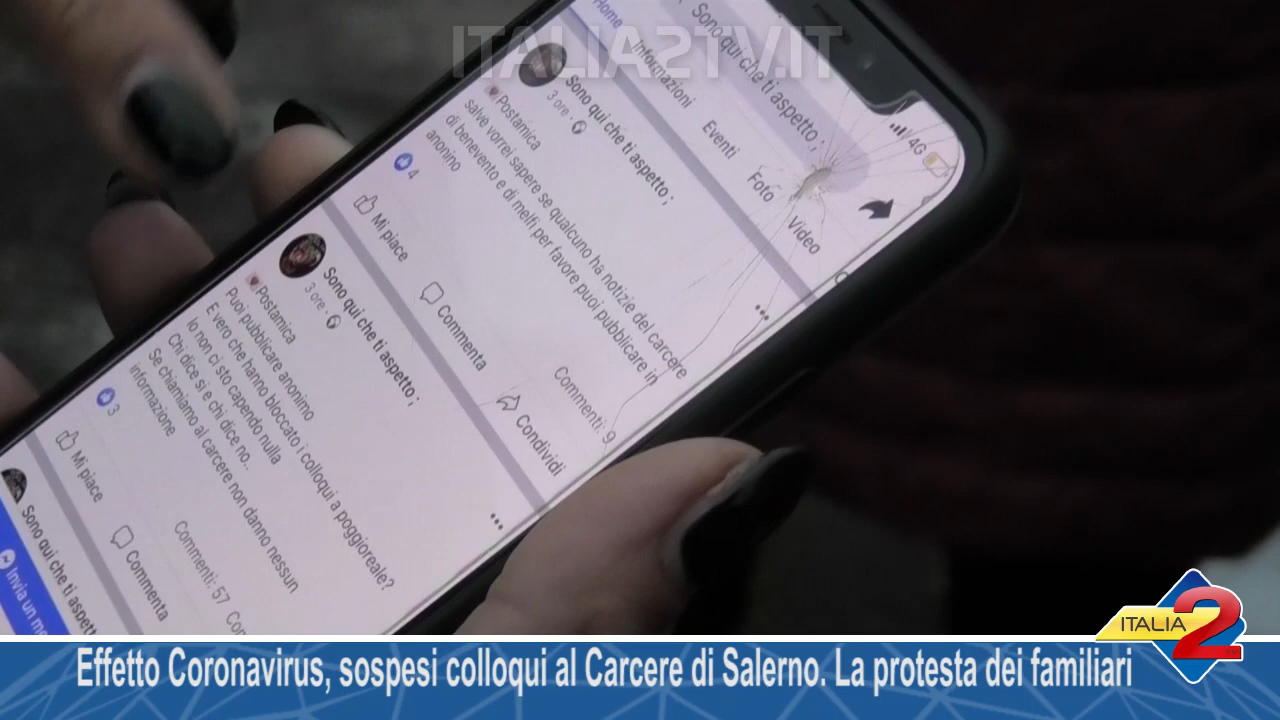 ITALIA2TV.IT
4G
Sono qui che ti aspetto ;
Home
Informazioni
Eventi
Foto
Video
Sono qui che ti aspetto ;
3 ore ·
Postamica
salve vorrei sapere se qualcuno ha notizie del carcere
di benevento e di melfi per favore puoi pubblicare in
anonino
4
Commenti: 9
Mi piace
Commenta
Condividi
Sono qui che ti aspetto ;
3 ore ·
Postamica
Puoi pubblicare anonimo
E vero che hanno bloccato i colloqui a poggioreale?
Io non ci sto capendo nulla
Chi dice si e chi dice no..
Se chiamiamo al carcere non danno nessun
informazione
3
Commenti: 57
Mi piace
Commenta
Sono qui che ti aspett
Invia un me
ITALIA 2
Effetto Coronavirus, sospesi colloqui al Carcere di Salerno. La protesta dei familiari